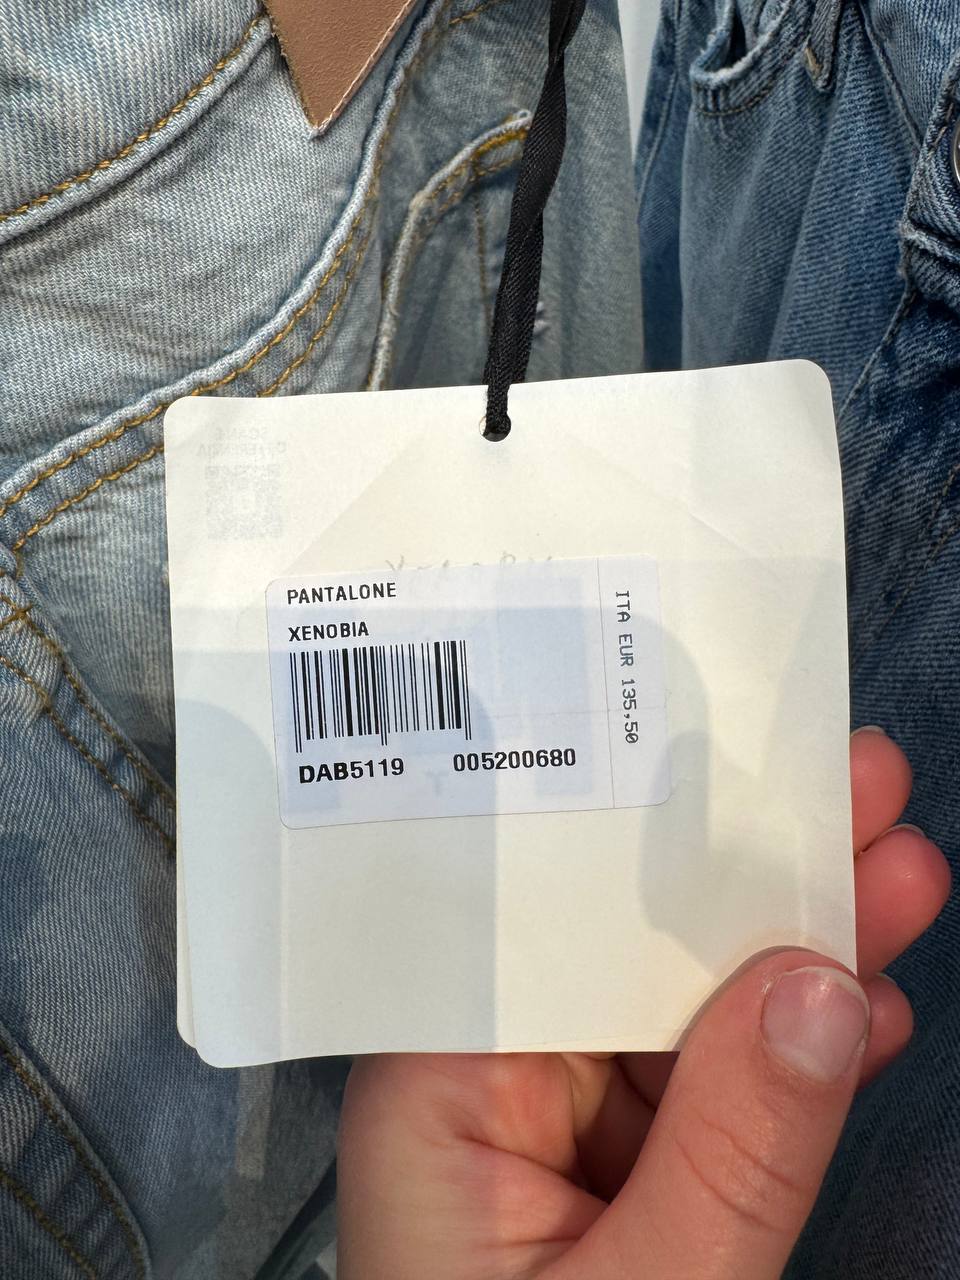 PANTALONE
XENOBIA
DAB5119 005200680
ITA EUR 135,50